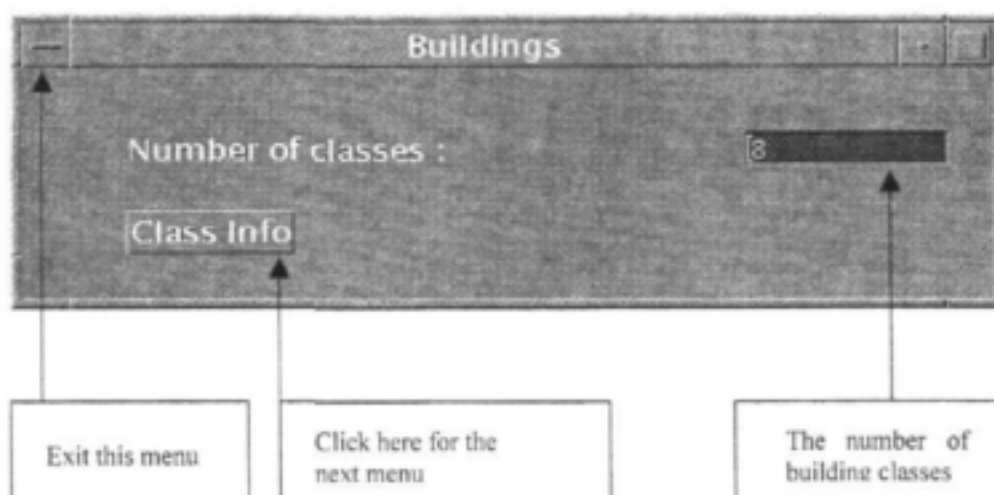 Buildings
Number of classes :
8
Class Info
Exit this menu
Click here for the
next menu
The number of
building classes